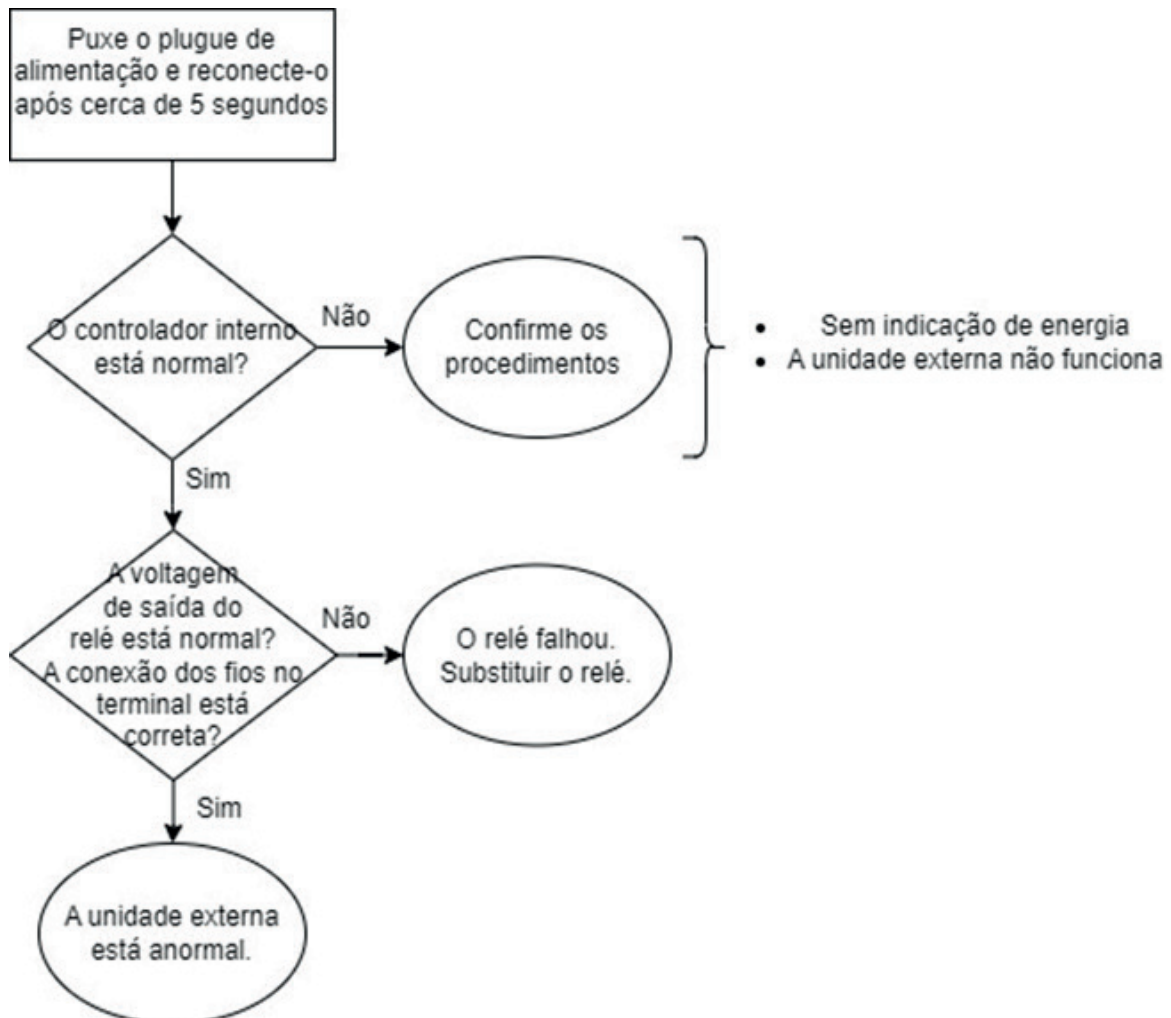 Puxe o plugue de
alimentação e reconecte-o
após cerca de 5 segundos
O controlador interno
está normal?
Não
Confirme os
procedimentos
• Sem indicação de energia
• A unidade externa não funciona
Sim
A voltagem
de saída do
relé está normal?
A conexão dos fios no
terminal está
correta?
Não
O relé falhou.
Substituir o relé.
Sim
A unidade externa
está anormal.